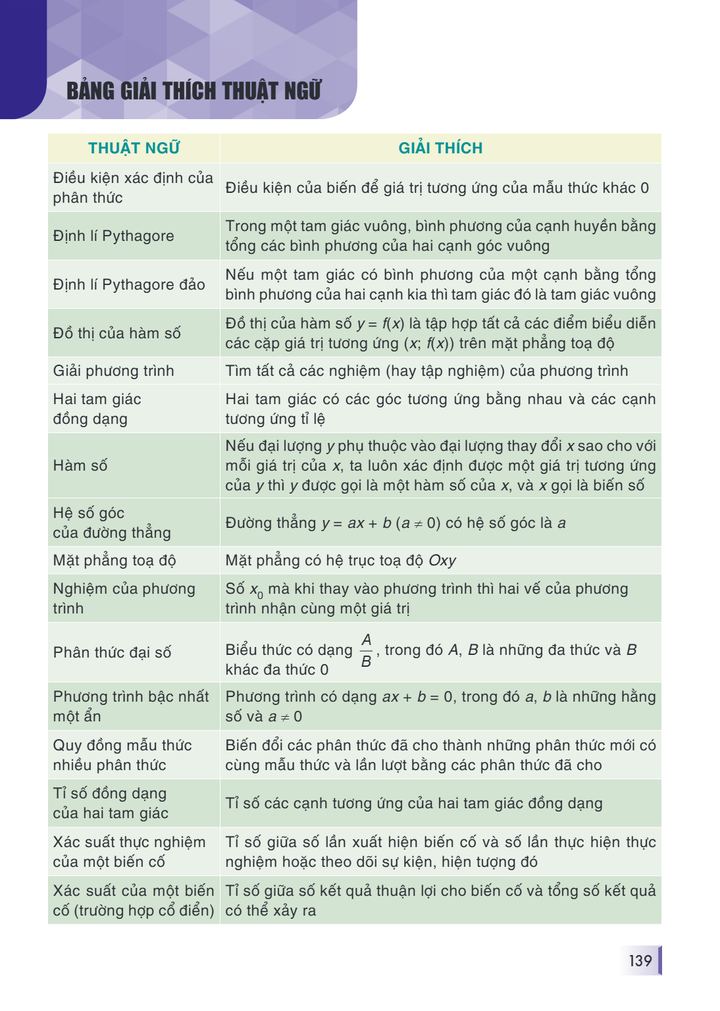 BẢNG GIẢI THÍCH THUẬT NGỮ
THUẬT NGỮ	GIẢI THÍCH
Điều kiện xác định của
phân thức
Điều kiện của biến để giá trị tương ứng của mẫu thức khác 0
Định lí Pythagore
Trong một tam giác vuông, bình phương của cạnh huyền bằng
tổng các bình phương của hai cạnh góc vuông
Định lí Pythagore đảo
Nếu một tam giác có bình phương của một cạnh bằng tổng
bình phương của hai cạnh kia thì tam giác đó là tam giác vuông
Đồ thị của hàm số
Đồ thị của hàm số y = f(x) là tập hợp tất cả các điểm biểu diễn
các cặp giá trị tương ứng (x; f(x)) trên mặt phẳng toạ độ
Giải phương trình
Tìm tất cả các nghiệm (hay tập nghiệm) của phương trình
Hai tam giác
đồng dạng
Hai tam giác có các góc tương ứng bằng nhau và các cạnh
tương ứng tỉ lệ
Hàm số
Nếu đại lượng y phụ thuộc vào đại lượng thay đổi x sao cho với
mỗi giá trị của x, ta luôn xác định được một giá trị tương ứng
của y thì y được gọi là một hàm số của x, và x gọi là biến số
Hệ số góc
của đường thẳng
Đường thẳng y = ax + b (a ≠ 0) có hệ số góc là a
Mặt phẳng toạ độ
Mặt phẳng có hệ trục toạ độ Oxy
Nghiệm của phương
trình
Số x₀ mà khi thay vào phương trình thì hai vế của phương
trình nhận cùng một giá trị
Phân thức đại số
Biểu thức có dạng A/B, trong đó A, B là những đa thức và B
khác đa thức 0
Phương trình bậc nhất
một ẩn
Phương trình có dạng ax + b = 0, trong đó a, b là những hằng
số và a ≠ 0
Quy đồng mẫu thức
nhiều phân thức
Biến đổi các phân thức đã cho thành những phân thức mới có
cùng mẫu thức và lần lượt bằng các phân thức đã cho
Tỉ số đồng dạng
của hai tam giác
Tỉ số các cạnh tương ứng của hai tam giác đồng dạng
Xác suất thực nghiệm
của một biến cố
Tỉ số giữa số lần xuất hiện biến cố và số lần thực hiện thực
nghiệm hoặc theo dõi sự kiện, hiện tượng đó
Xác suất của một biến
cố (trường hợp cổ điển)
Tỉ số giữa số kết quả thuận lợi cho biến cố và tổng số kết quả
có thể xảy ra
139